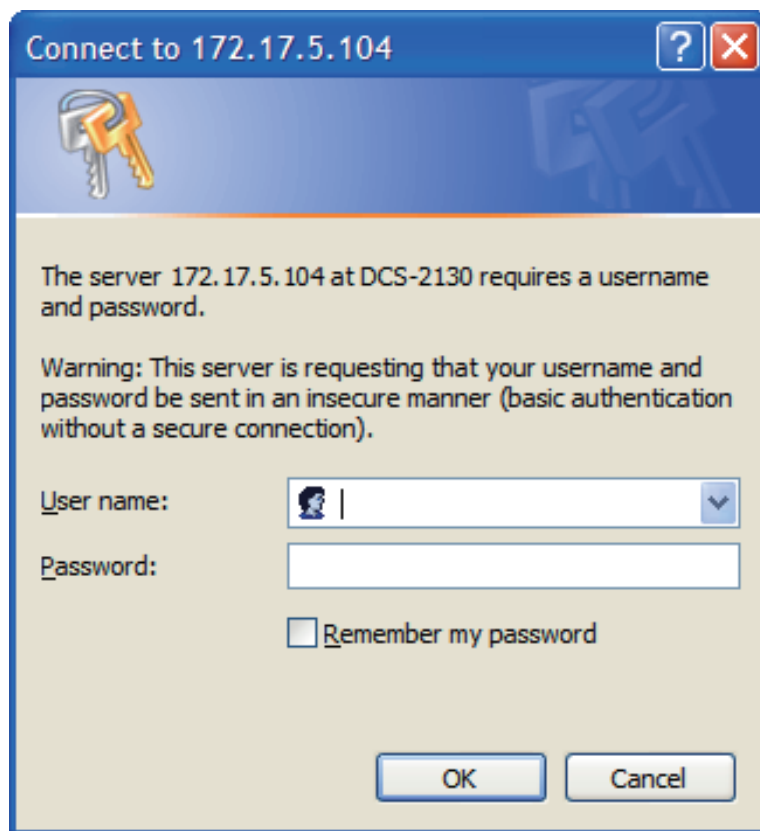 Connect to 172.17.5.104
?
The server 172.17.5.104 at DCS-2130 requires a username
and password.
Warning: This server is requesting that your username and
password be sent in an insecure manner (basic authentication
without a secure connection).
User name:
Password:
Remember my password
OK
Cancel